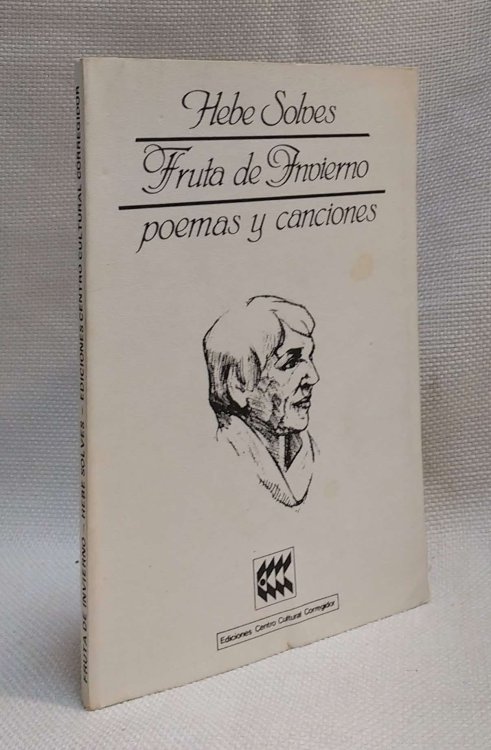 Hebe Solves
Fruta de Invierno
poemas y canciones
Ediciones Centro Cultural Corregidor
FRUTA DE INVIERNO - HEBE SOLVES - EDICIONES CENTRO CULTURAL CORREGIDOR